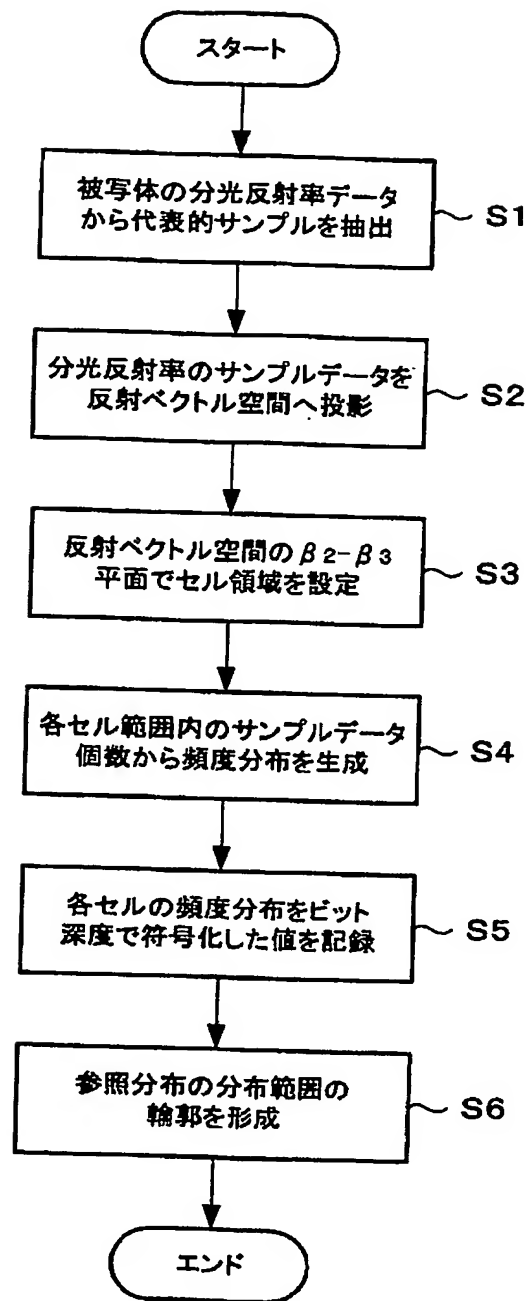 スタート
被写体の分光反射率データ
から代表的サンプルを抽出
S1
分光反射率のサンプルデータを
反射ベクトル空間へ投影
S2
反射ベクトル空間のβ2-β3
平面でセル領域を設定
S3
各セル範囲内のサンプルデータ
個数から頻度分布を生成
S4
各セルの頻度分布をビット
深度で符号化した値を記録
S5
参照分布の分布範囲の
輪郭を形成
S6
エンド